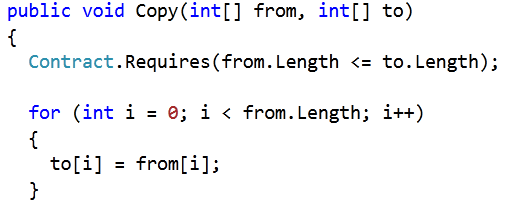 public void Copy(int[] from, int[] to)
{
  Contract.Requires(from.Length <= to.Length);
  for (int i = 0; i < from.Length; i++)
  {
    to[i] = from[i];
  }